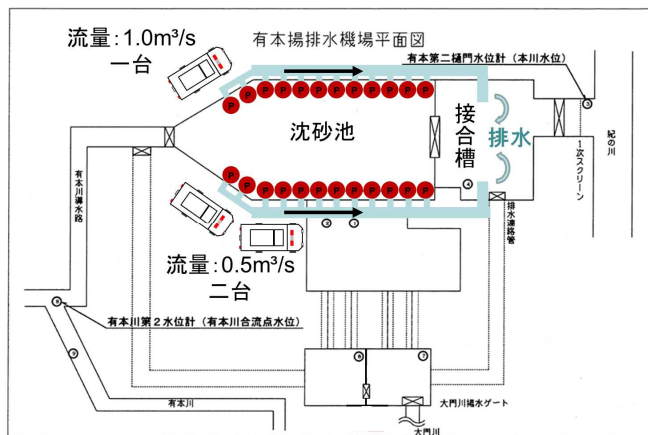 流量:1.0m³/s
一台
有本揚排水機場平面図
有本第二樋門水位計(本川水位)
P P P P P P P P P P P P
沈砂池
接合槽
排水
紀の川
1次スクリーン
有本川導水路
P P P P P P P P P P P P
排水連絡管
流量:0.5m³/s
二台
有本川第2水位計(有本川合流点水位)
有本川
大門川揚水ゲート
大門川